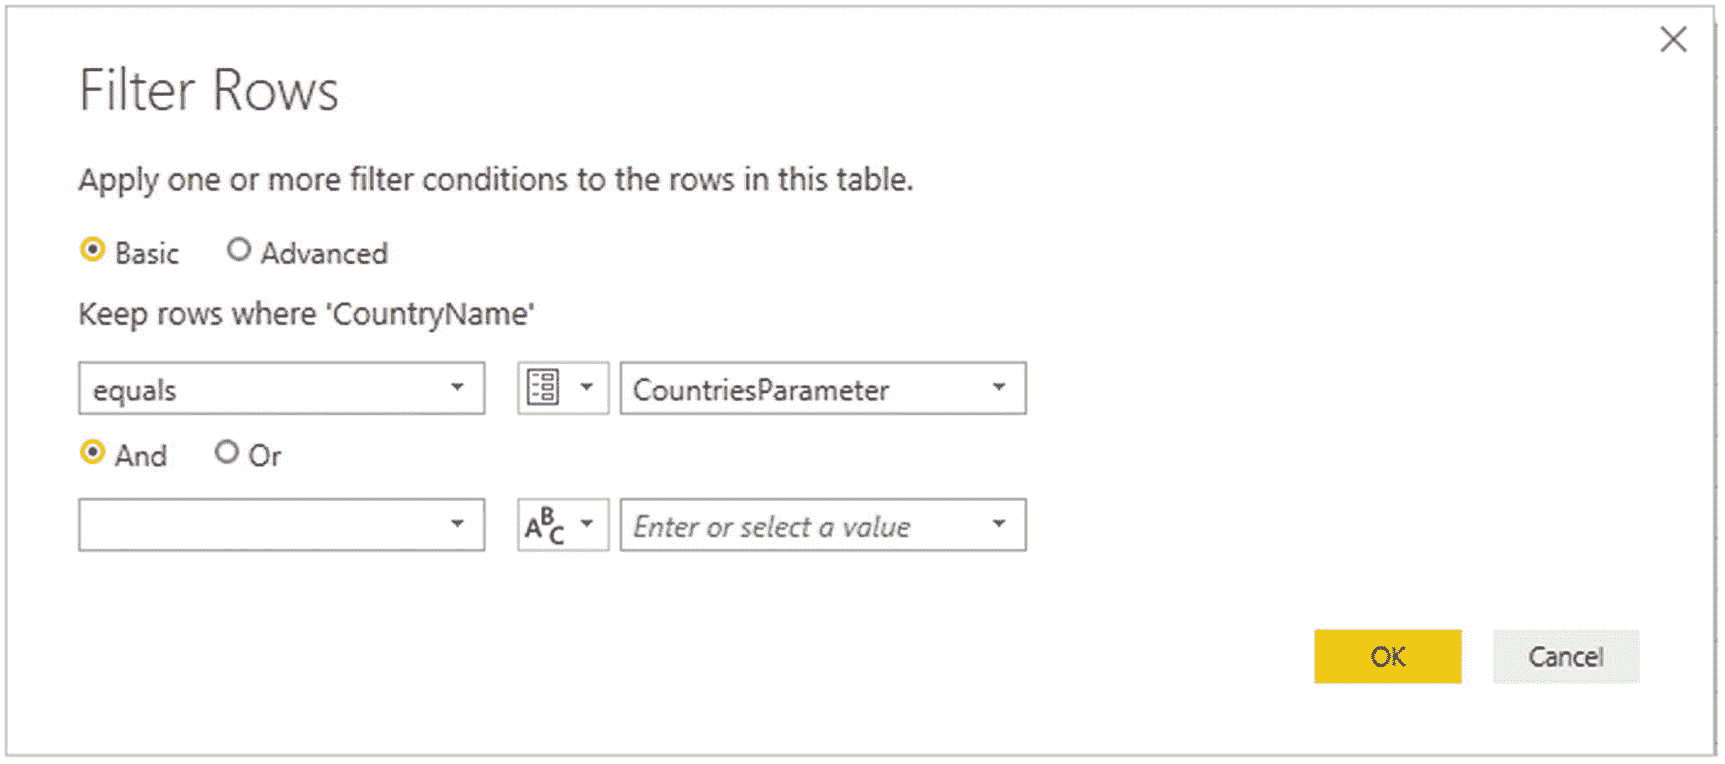 Filter Rows
Apply one or more filter conditions to the rows in this table.
Basic Advanced
Keep rows where 'CountryName'
equals CountriesParameter
And Or
ABC Enter or select a value
OK Cancel